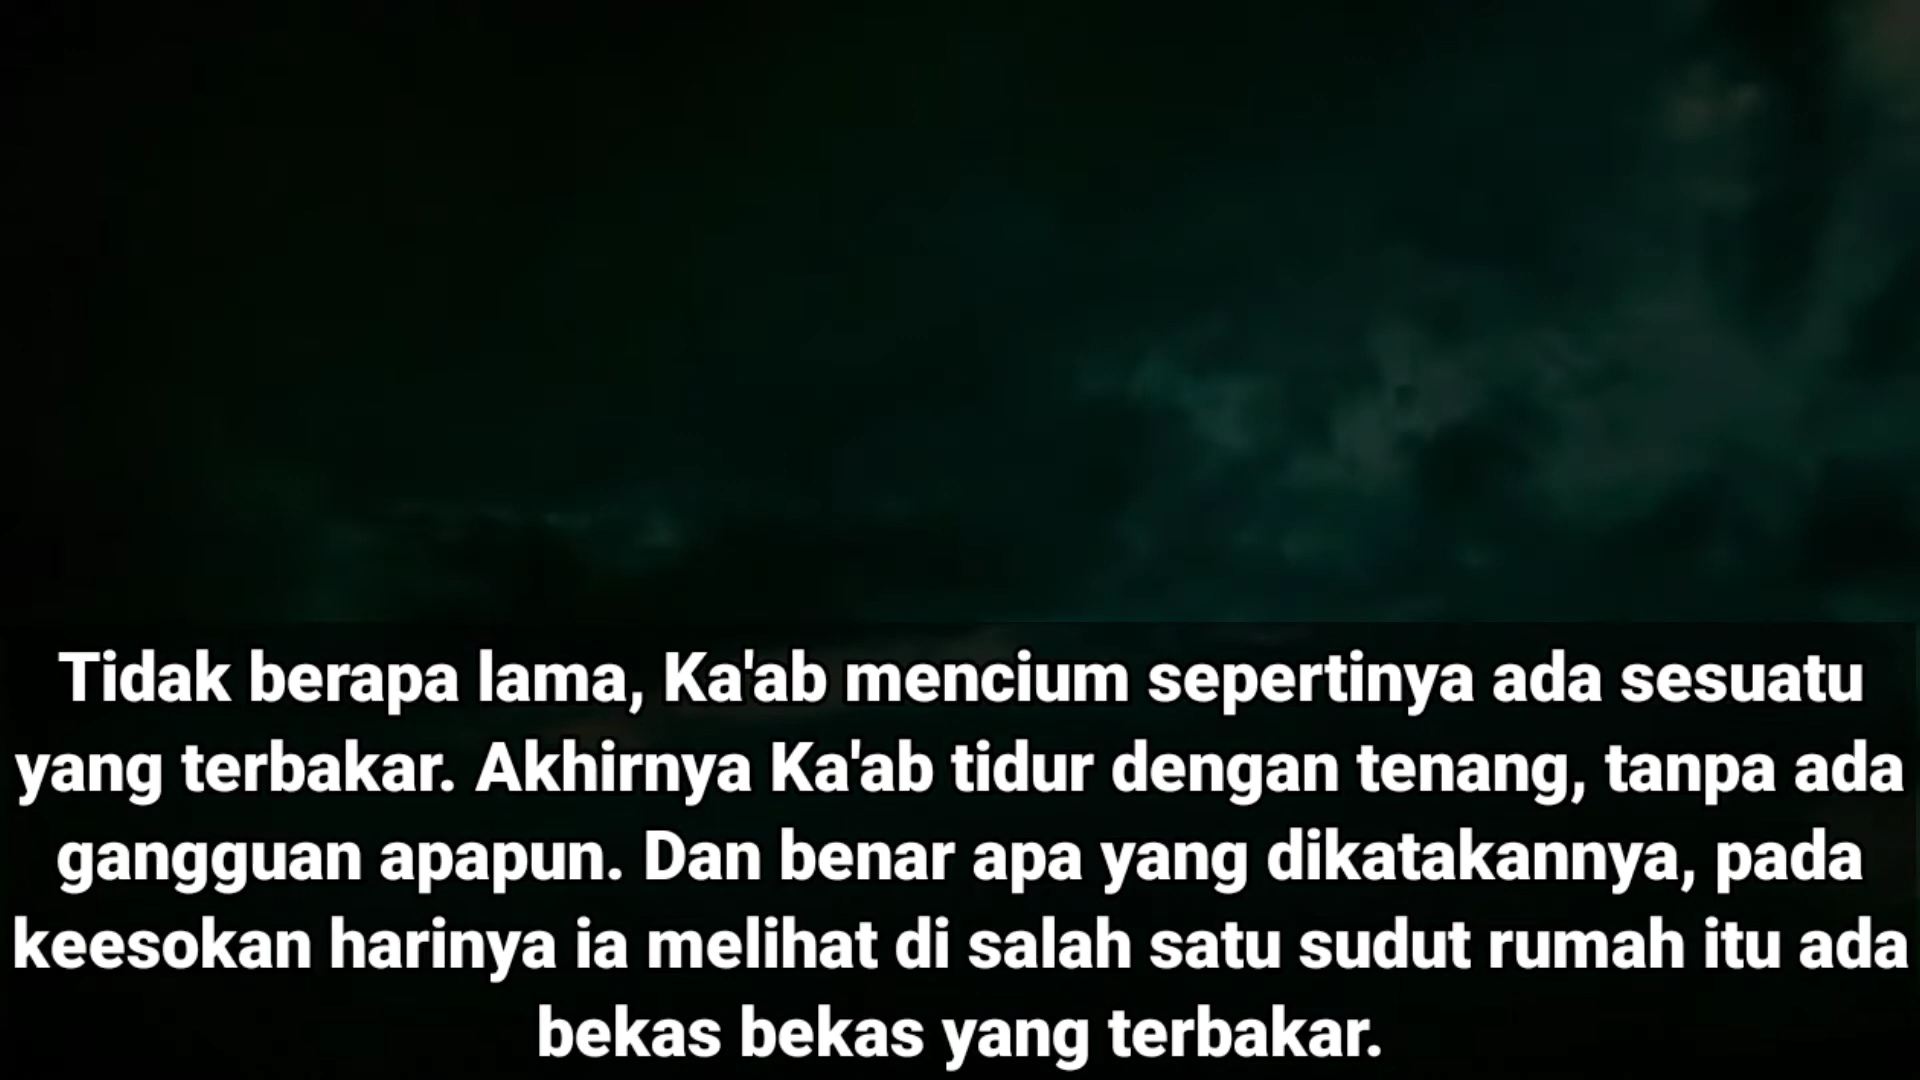 Tidak berapa lama, Ka'ab mencium sepertinya ada sesuatu
yang terbakar. Akhirnya Ka'ab tidur dengan tenang, tanpa ada
gangguan apapun. Dan benar apa yang dikatakannya, pada
keesokan harinya ia melihat di salah satu sudut rumah itu ada
bekas bekas yang terbakar.